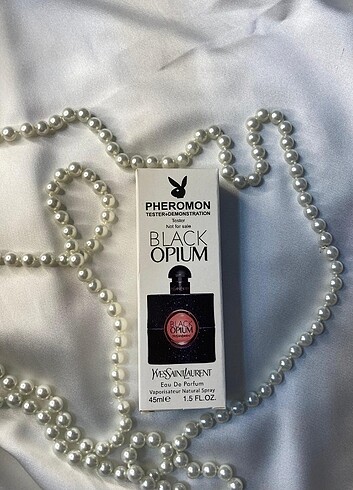 PHEROMON
TESTER+DEMONSTRATION
Tester
Not for sale
BLACK
OPIUM
BLACK
OPIUM
YVESSAINTLAURENT
Eau De Parfum
Vaporisateur Natural Spray
45ml℮ 1.5 FL.OZ.